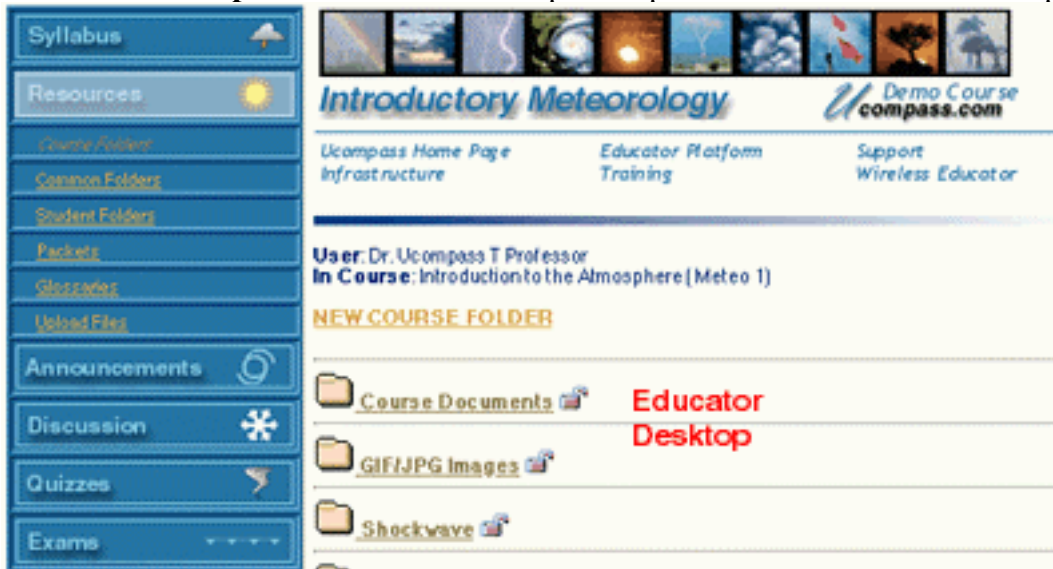 Syllabus
Resources
Course Folders
Common Folders
Student Folders
Packets
Glossaries
Upload Files
Announcements
Discussion
Quizzes
Exams
Introductory Meteorology
Demo Course
Ucompass.com
Ucompass Home Page Educator Platform Support
Infrastructure Training Wireless Educator
User: Dr. Ucompass T Professor
In Course: Introduction to the Atmosphere ( Meteo 1)
NEW COURSE FOLDER
Course Documents
Educator
Desktop
GIF/JPG Images
Shockwave